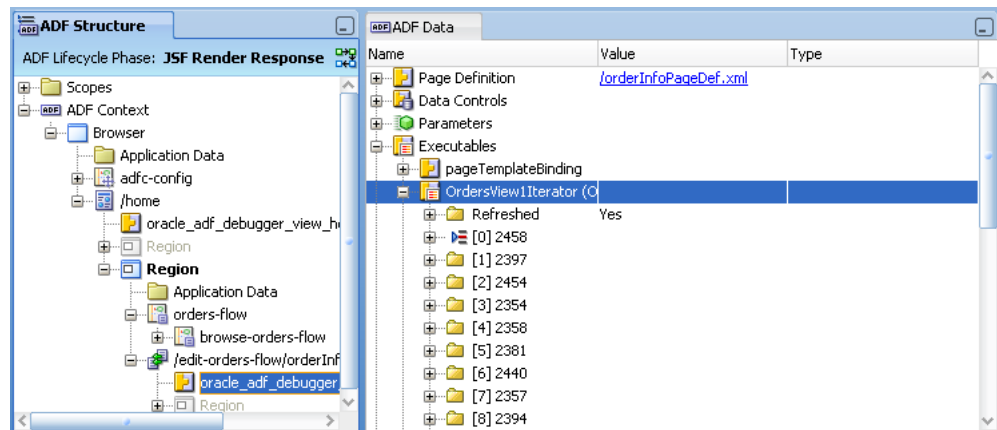 ADF Structure
ADF Lifecycle Phase: JSF Render Response
Scopes
ADF ADF Context
Browser
Application Data
adfc-config
/home
oracle_adf_debugger_view_h
Region
Region
Application Data
orders-flow
browse-orders-flow
/edit-orders-flow/orderInf
oracle_adf_debugger
Region
ADF ADF Data
Name Value Type
Page Definition /orderInfoPageDef.xml
Data Controls
Parameters
Executables
pageTemplateBinding
OrdersView1Iterator (O
Refreshed Yes
[0] 2458
[1] 2397
[2] 2454
[3] 2354
[4] 2358
[5] 2381
[6] 2440
[7] 2357
[8] 2394